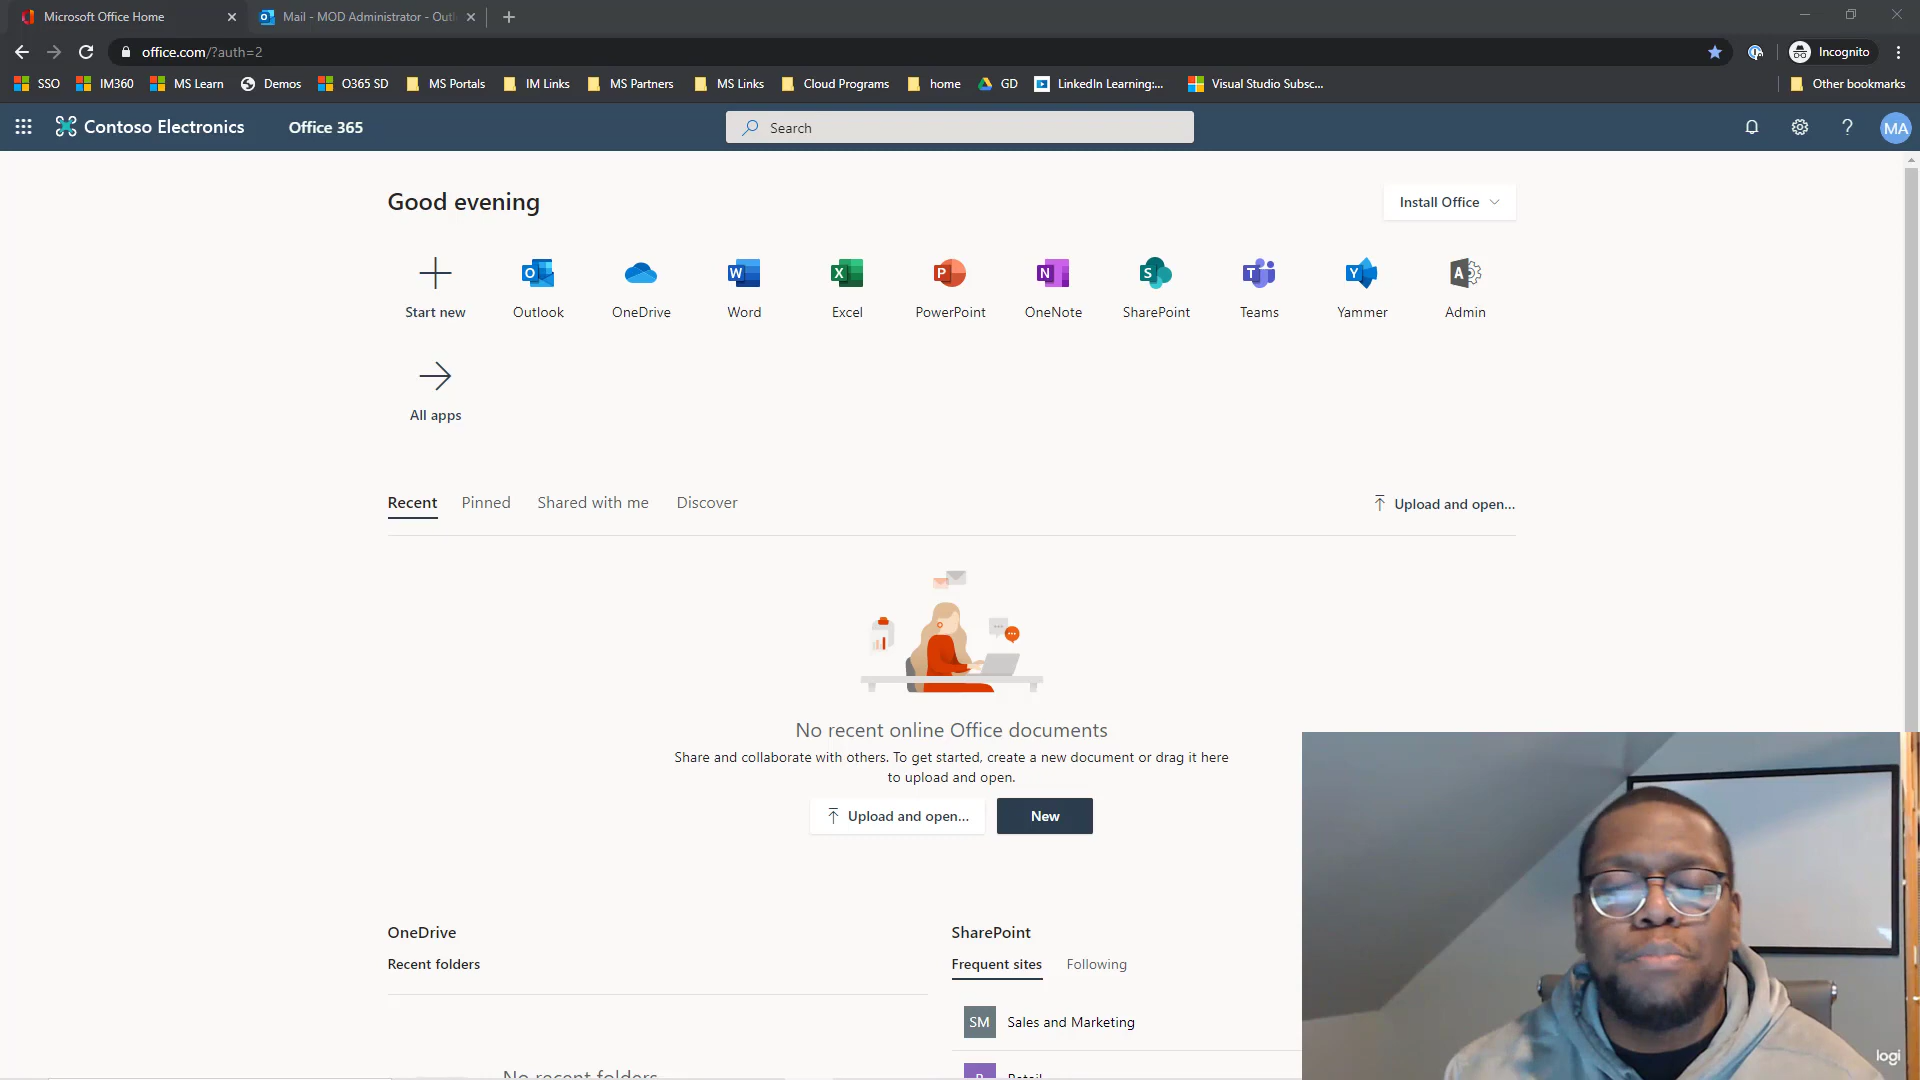 Microsoft Office Home
Mail - MOD Administrator - Outl
office.com/?auth=2
Incognito
SSO
IM360
MS Learn
Demos
O365 SD
MS Portals
IM Links
MS Partners
MS Links
Cloud Programs
home
GD
LinkedIn Learning:...
Visual Studio Subsc...
Other bookmarks
Contoso Electronics
Office 365
Search
MA
Good evening
Install Office
Start new
Outlook
OneDrive
Word
Excel
PowerPoint
OneNote
SharePoint
Teams
Yammer
Admin
All apps
Recent
Pinned
Shared with me
Discover
Upload and open...
No recent online Office documents
Share and collaborate with others. To get started, create a new document or drag it here
to upload and open.
Upload and open...
New
OneDrive
Recent folders
No recent folders
SharePoint
Frequent sites
Following
SM
Sales and Marketing
Retail
logi